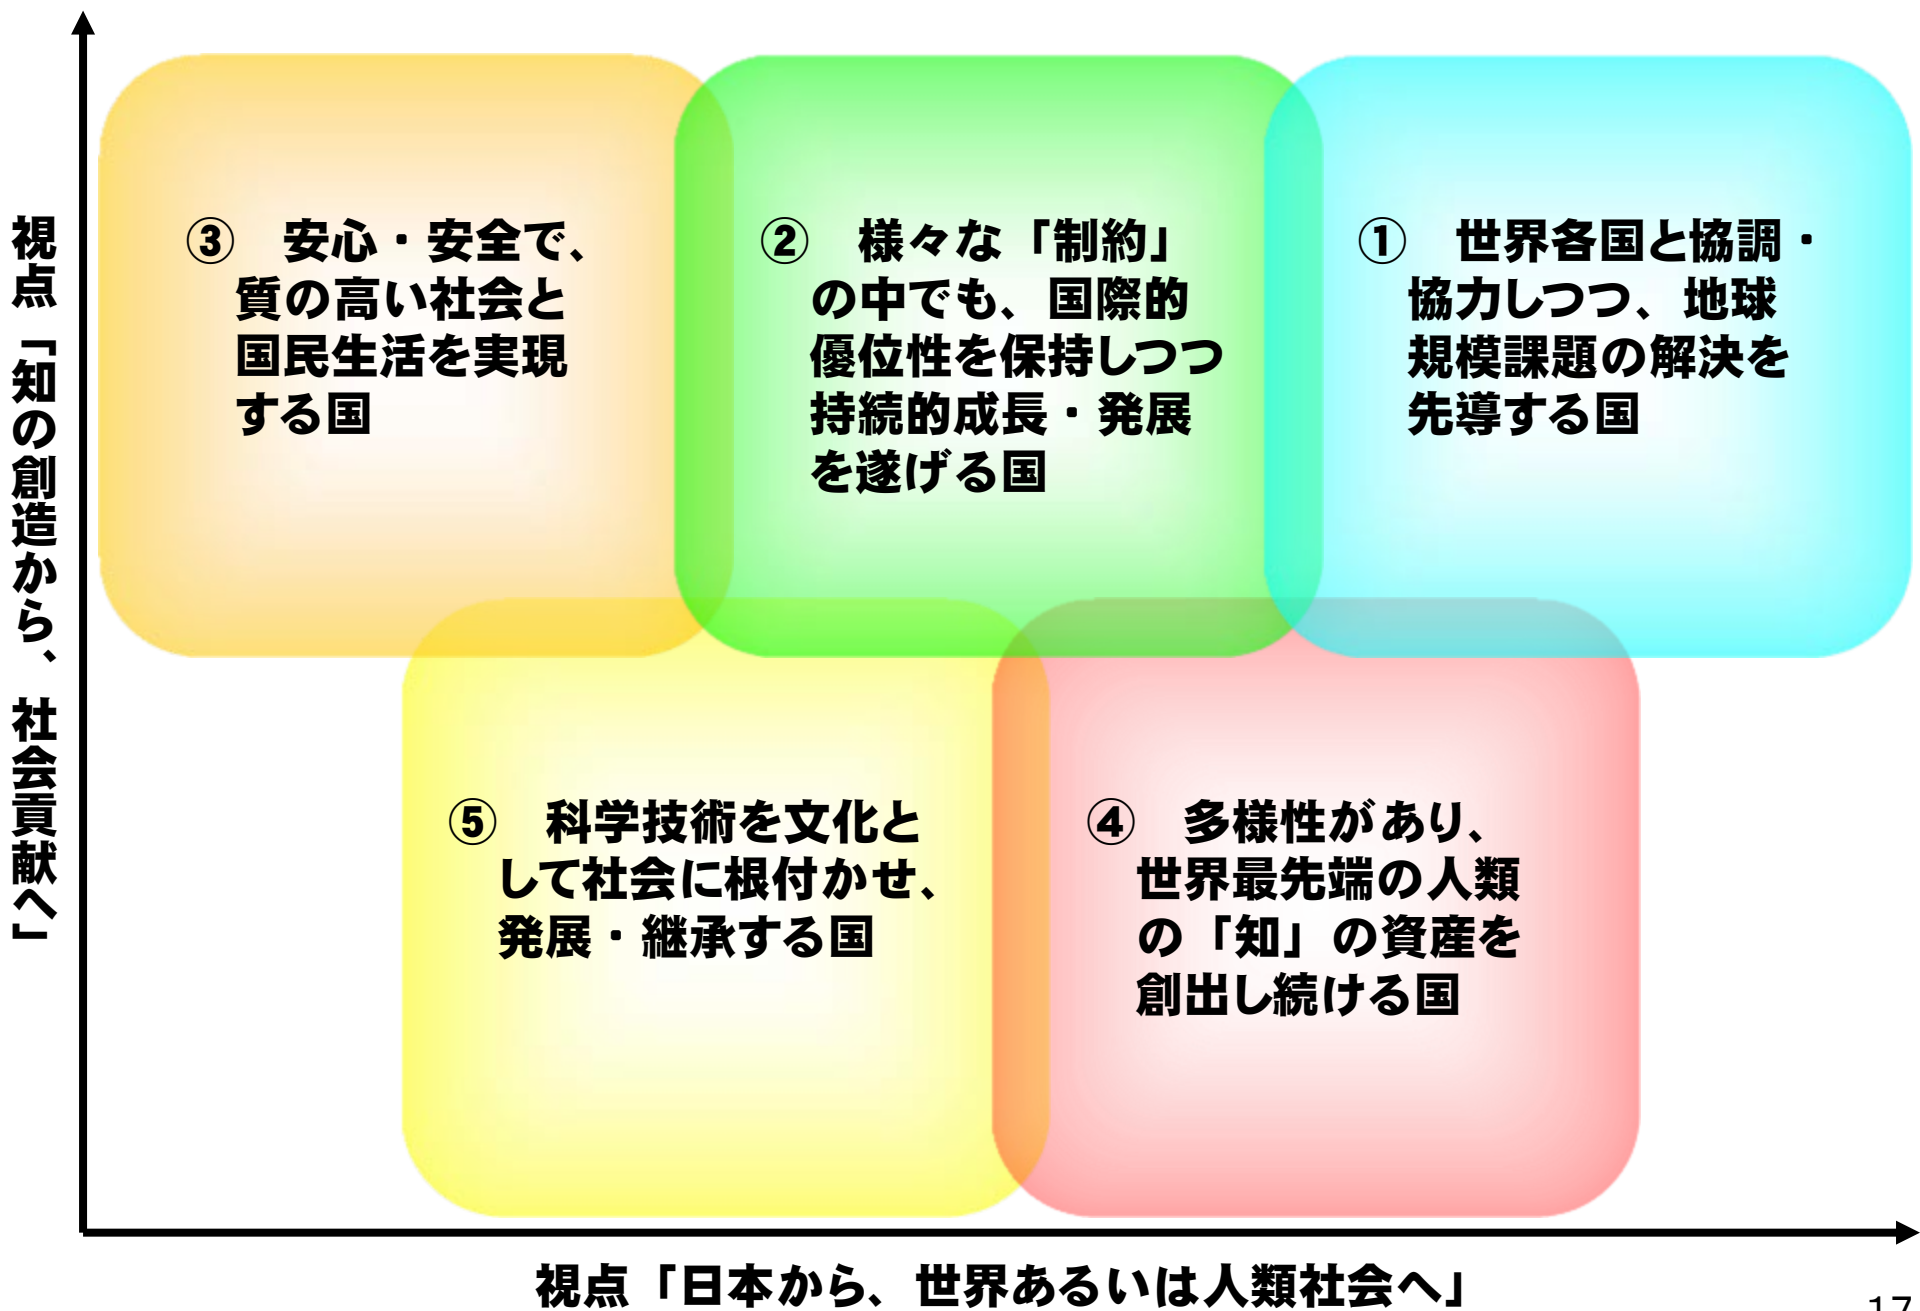 視点「知の創造から、社会貢献へ」
③　安心・安全で、
質の高い社会と
国民生活を実現
する国
②　様々な「制約」
の中でも、国際的
優位性を保持しつつ
持続的成長・発展
を遂げる国
①　世界各国と協調・
協力しつつ、地球
規模課題の解決を
先導する国
⑤　科学技術を文化と
して社会に根付かせ、
発展・継承する国
④　多様性があり、
世界最先端の人類
の「知」の資産を
創出し続ける国
視点「日本から、世界あるいは人類社会へ」
17